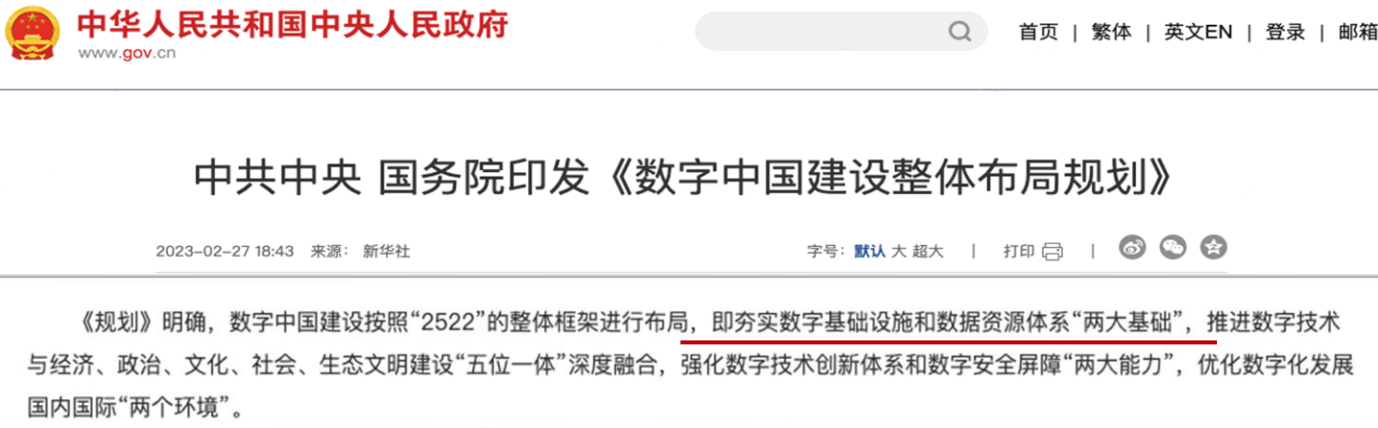 中华人民共和国中央人民政府
www.gov.cn
首页 | 繁体 | 英文EN | 登录 | 邮箱
中共中央 国务院印发《数字中国建设整体布局规划》
2023-02-27 18:43 来源: 新华社 字号: 默认 大 超大 | 打印 |
《规划》明确，数字中国建设按照“2522”的整体框架进行布局，即夯实数字基础设施和数据资源体系“两大基础”，推进数字技术
与经济、政治、文化、社会、生态文明建设“五位一体”深度融合，强化数字技术创新体系和数字安全屏障“两大能力”，优化数字化发展
国内国际“两个环境”。